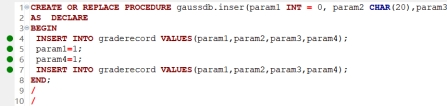 1 CREATE OR REPLACE PROCEDURE gaussdb.inser(param1 INT = 0, param2 CHAR(20),param3
2 AS  DECLARE
3 BEGIN
4  INSERT INTO graderecord VALUES(param1,param2,param3,param4);
5  param1=1;
6  param4=1;
7  INSERT INTO graderecord VALUES(param1,param2,param3,param4);
8 END;
9 /
10 /